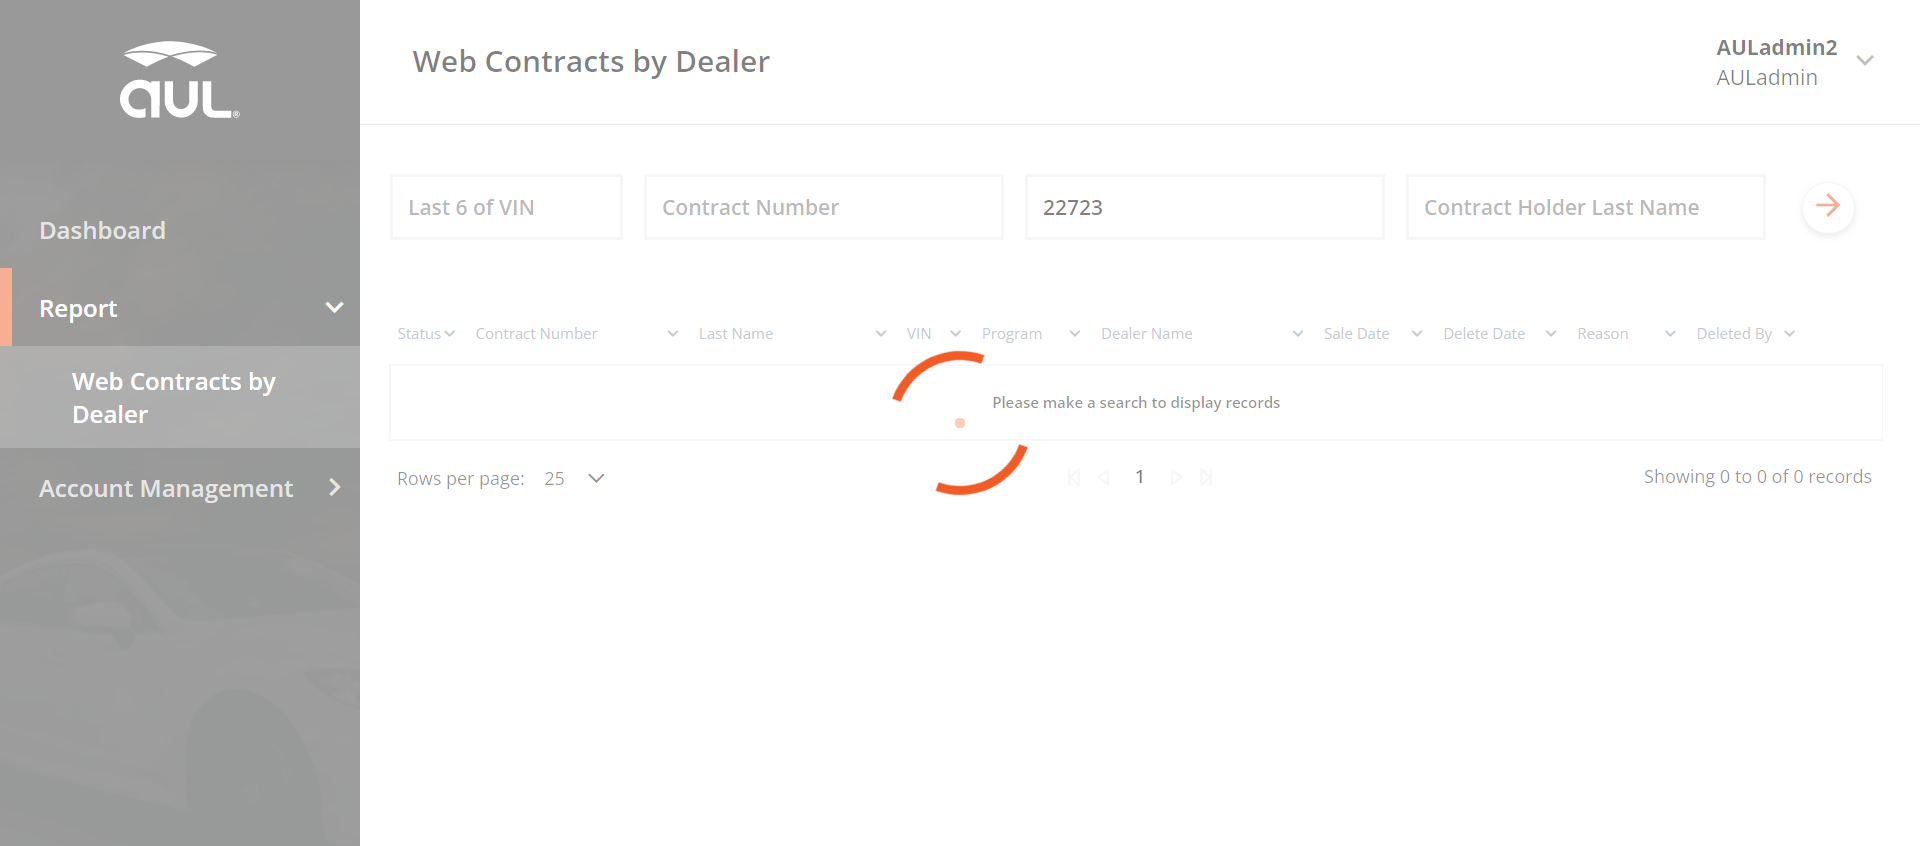 aUL®
Web Contracts by Dealer
AULadmin2
AULadmin
Dashboard
Report
Web Contracts by
Dealer
Account Management
Last 6 of VIN
Contract Number
22723
Contract Holder Last Name
Status Contract Number Last Name VIN Program Dealer Name Sale Date Delete Date Reason Deleted By
Please make a search to display records
Rows per page: 25
1
Showing 0 to 0 of 0 records